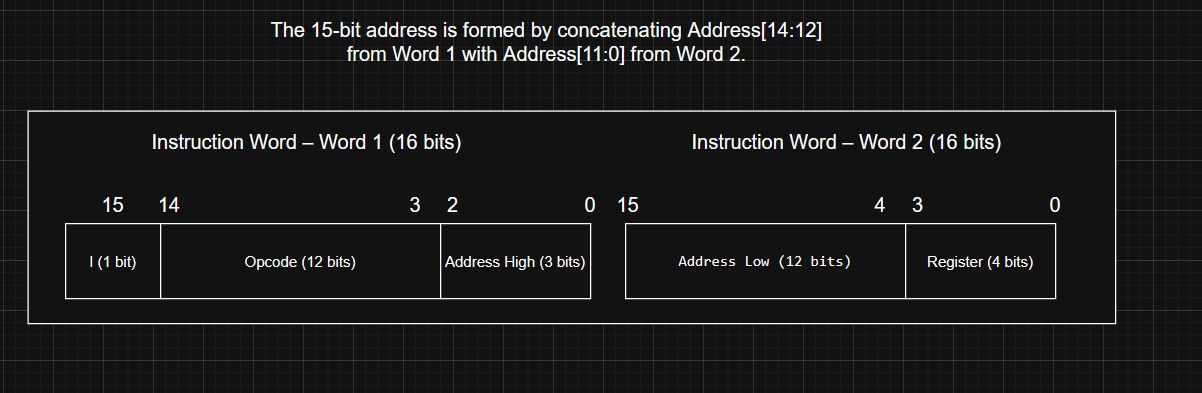 The 15-bit address is formed by concatenating Address[14:12]
from Word 1 with Address[11:0] from Word 2.
Instruction Word – Word 1 (16 bits)
Instruction Word – Word 2 (16 bits)
15 14 3 2 0 15 4 3 0
I (1 bit) Opcode (12 bits) Address High (3 bits) Address Low (12 bits) Register (4 bits)